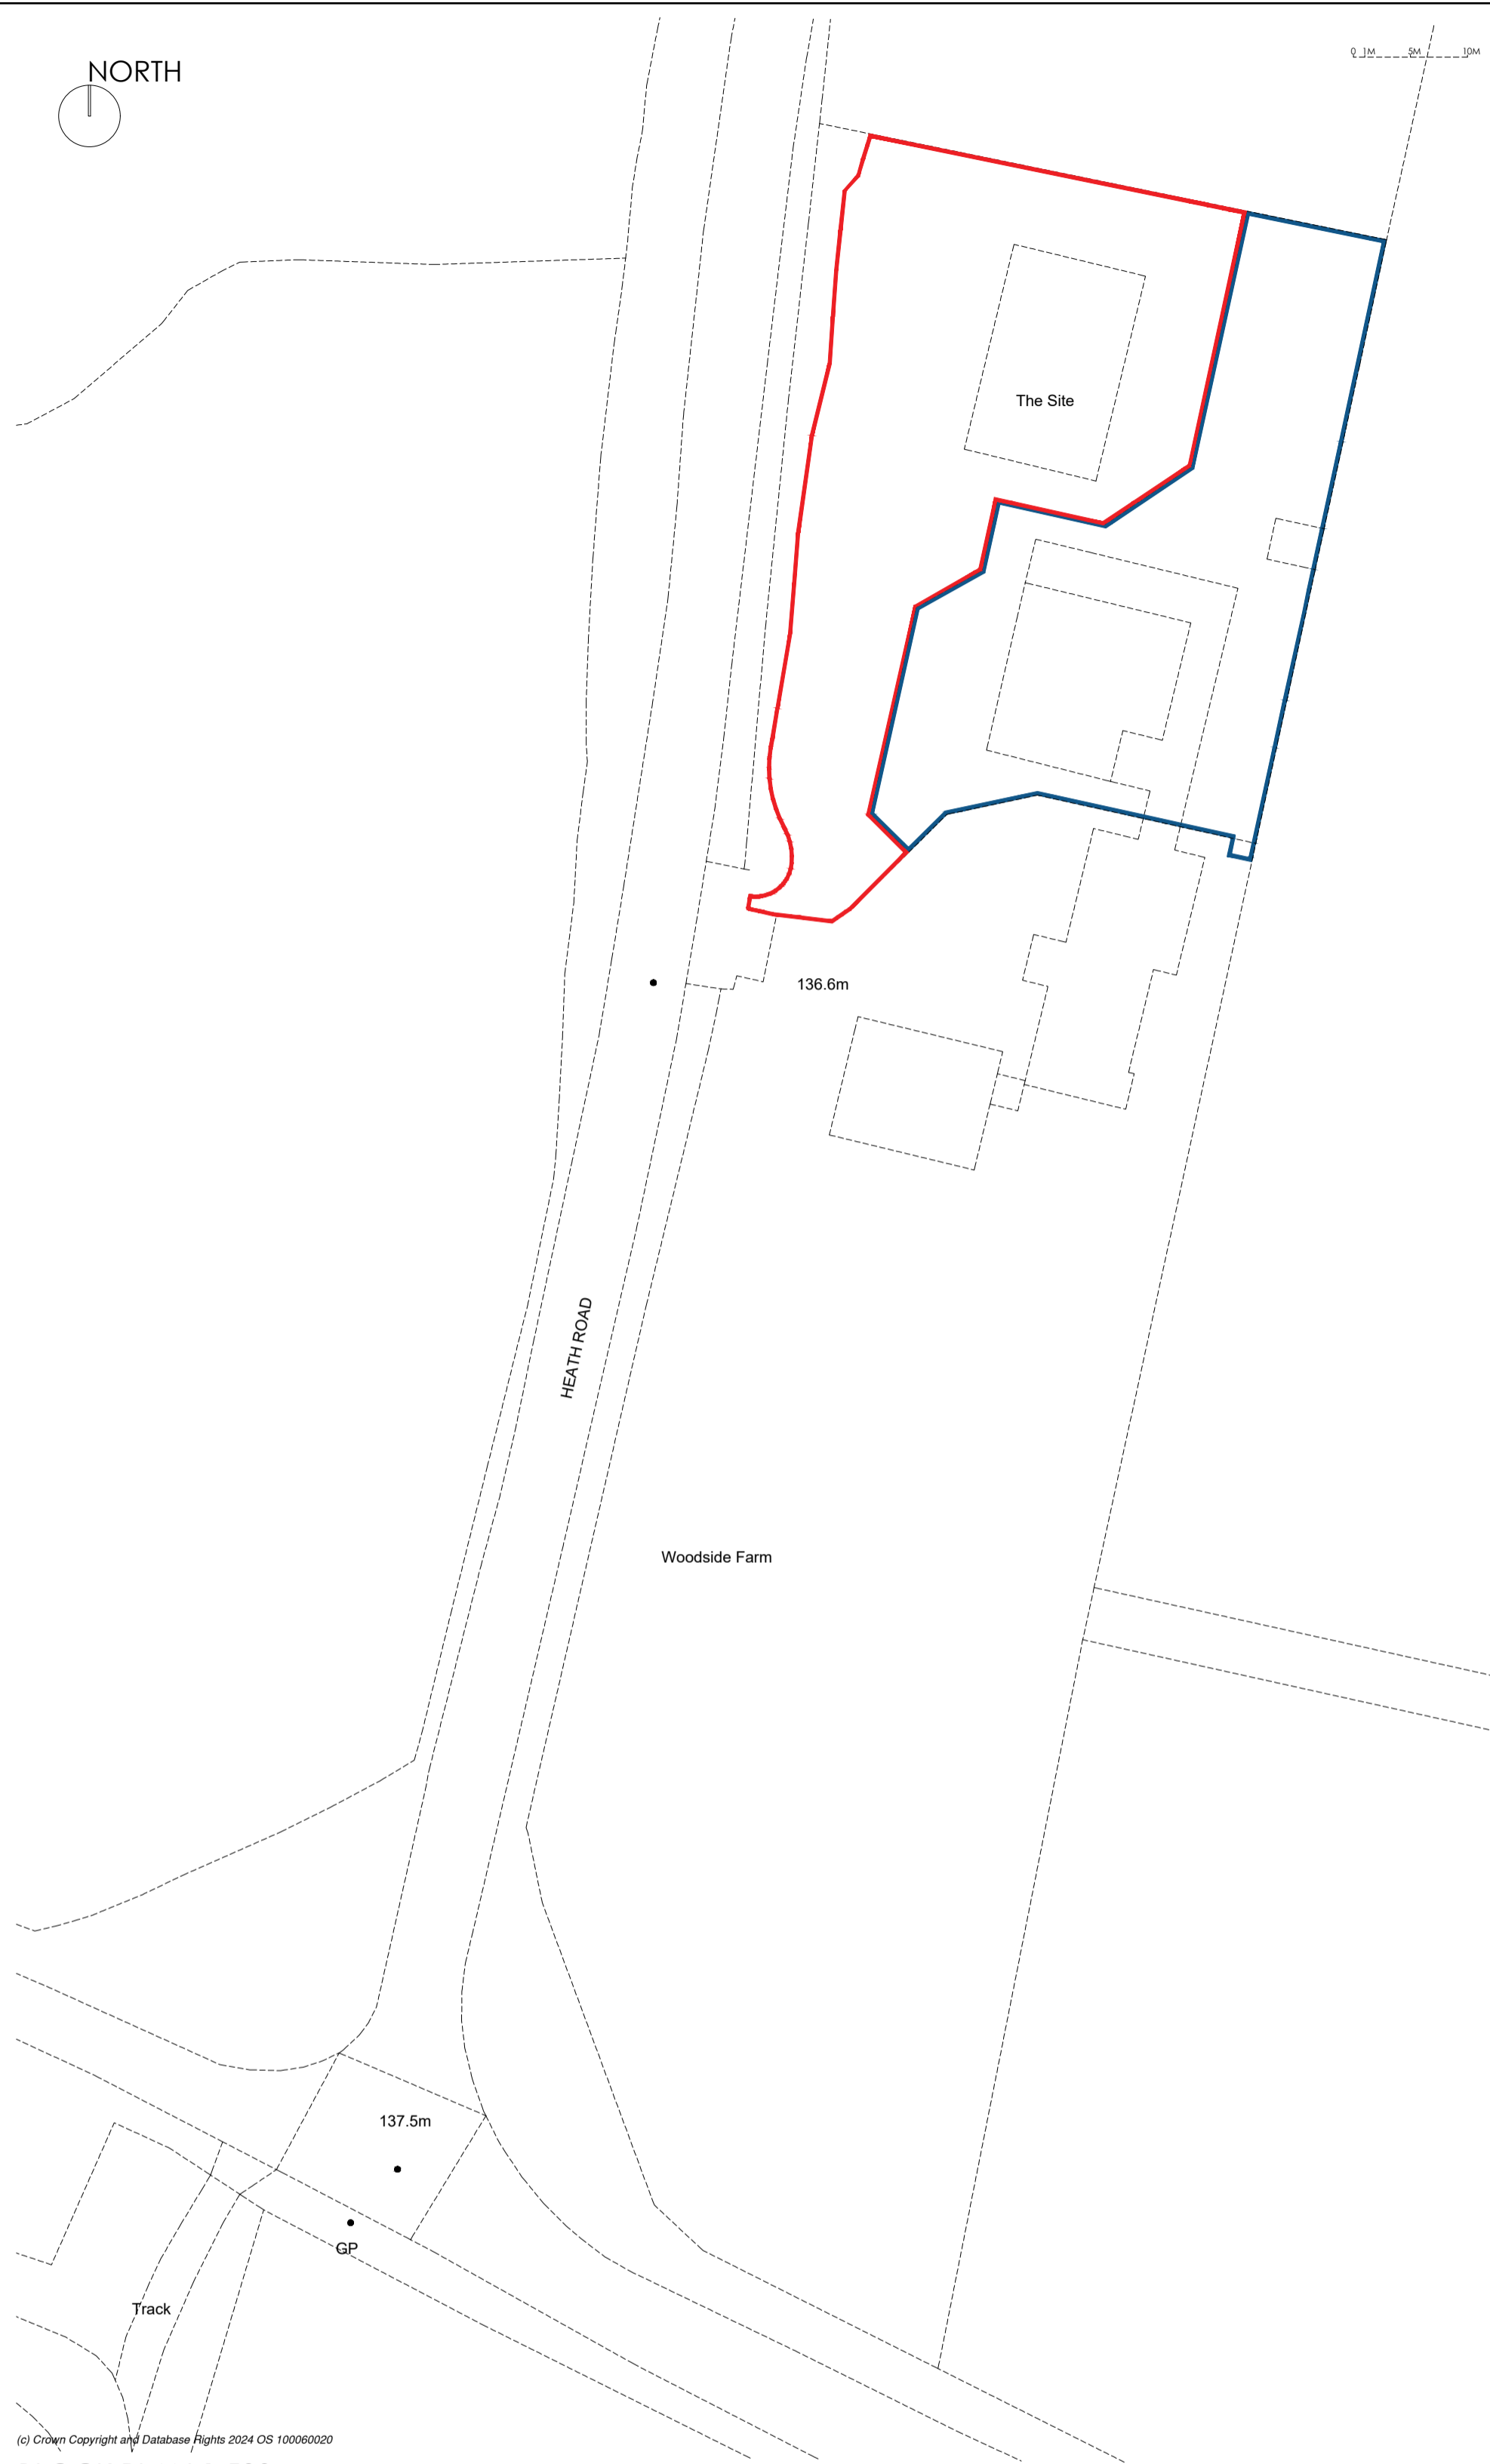 NORTH
0 1M 5M 10M
The Site
136.6m
HEATH ROAD
Woodside Farm
137.5m
GP
Track
(c) Crown Copyright and Database Rights 2024 OS 100060020